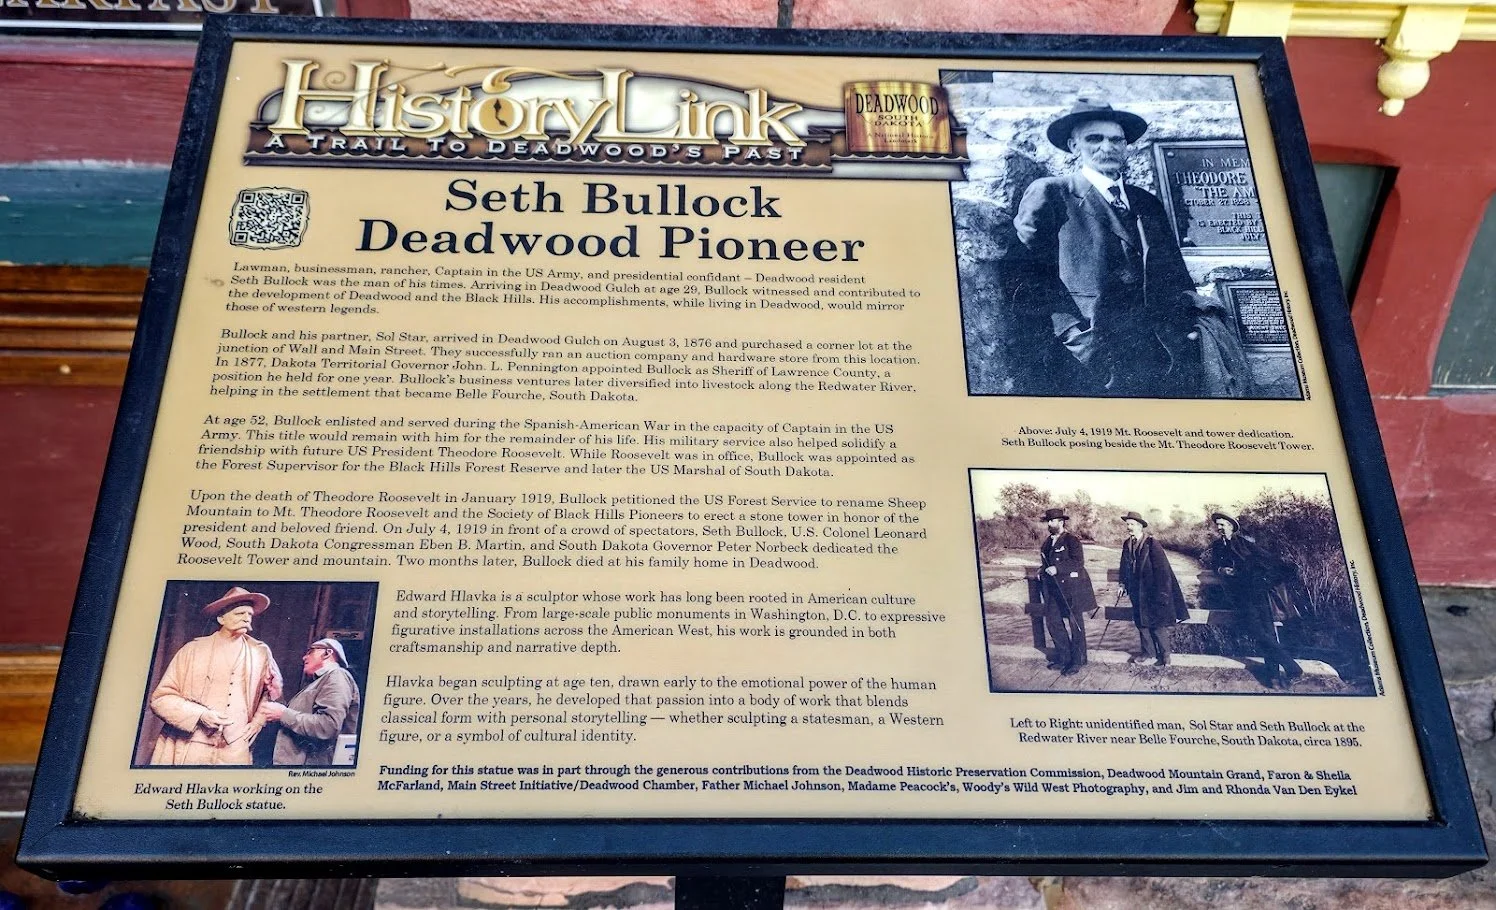 HistoryLink
A TRAIL TO DEADWOOD'S PAST
DEADWOOD
SOUTH
DAKOTA
A National Historic
Landmark
Seth Bullock
Deadwood Pioneer
Lawman, businessman, rancher, Captain in the US Army, and presidential confidant – Deadwood resident
Seth Bullock was the man of his times. Arriving in Deadwood Gulch at age 29, Bullock witnessed and contributed to
the development of Deadwood and the Black Hills. His accomplishments, while living in Deadwood, would mirror
those of western legends.
Bullock and his partner, Sol Star, arrived in Deadwood Gulch on August 3, 1876 and purchased a corner lot at the
junction of Wall and Main Street. They successfully ran an auction company and hardware store from this location.
In 1877, Dakota Territorial Governor John. L. Pennington appointed Bullock as Sheriff of Lawrence County, a
position he held for one year. Bullock's business ventures later diversified into livestock along the Redwater River,
helping in the settlement that became Belle Fourche, South Dakota.
At age 52, Bullock enlisted and served during the Spanish-American War in the capacity of Captain in the US
Army. This title would remain with him for the remainder of his life. His military service also helped solidify a
friendship with future US President Theodore Roosevelt. While Roosevelt was in office, Bullock was appointed as
the Forest Supervisor for the Black Hills Forest Reserve and later the US Marshal of South Dakota.
Upon the death of Theodore Roosevelt in January 1919, Bullock petitioned the US Forest Service to rename Sheep
Mountain to Mt. Theodore Roosevelt and the Society of Black Hills Pioneers to erect a stone tower in honor of the
president and beloved friend. On July 4, 1919 in front of a crowd of spectators, Seth Bullock, U.S. Colonel Leonard
Wood, South Dakota Congressman Eben B. Martin, and South Dakota Governor Peter Norbeck dedicated the
Roosevelt Tower and mountain. Two months later, Bullock died at his family home in Deadwood.
Edward Hlavka is a sculptor whose work has long been rooted in American culture
and storytelling. From large-scale public monuments in Washington, D.C. to expressive
figurative installations across the American West, his work is grounded in both
craftsmanship and narrative depth.
Hlavka began sculpting at age ten, drawn early to the emotional power of the human
figure. Over the years, he developed that passion into a body of work that blends
classical form with personal storytelling — whether sculpting a statesman, a Western
figure, or a symbol of cultural identity.
Rev. Michael Johnson
Edward Hlavka working on the
Seth Bullock statue.
Funding for this statue was in part through the generous contributions from the Deadwood Historic Preservation Commission, Deadwood Mountain Grand, Faron & Sheila
McFarland, Main Street Initiative/Deadwood Chamber, Father Michael Johnson, Madame Peacock's, Woody's Wild West Photography, and Jim and Rhonda Van Den Eykel
IN MEM
THEODORE
"THE AM
THIS
IS ERECTED BY
BLACK HILL
JULY
Adams Museum Collection, Deadwood History, Inc.
Above: July 4, 1919 Mt. Roosevelt and tower dedication.
Seth Bullock posing beside the Mt. Theodore Roosevelt Tower.
Adams Museum Collection, Deadwood History, Inc.
Left to Right: unidentified man, Sol Star and Seth Bullock at the
Redwater River near Belle Fourche, South Dakota, circa 1895.